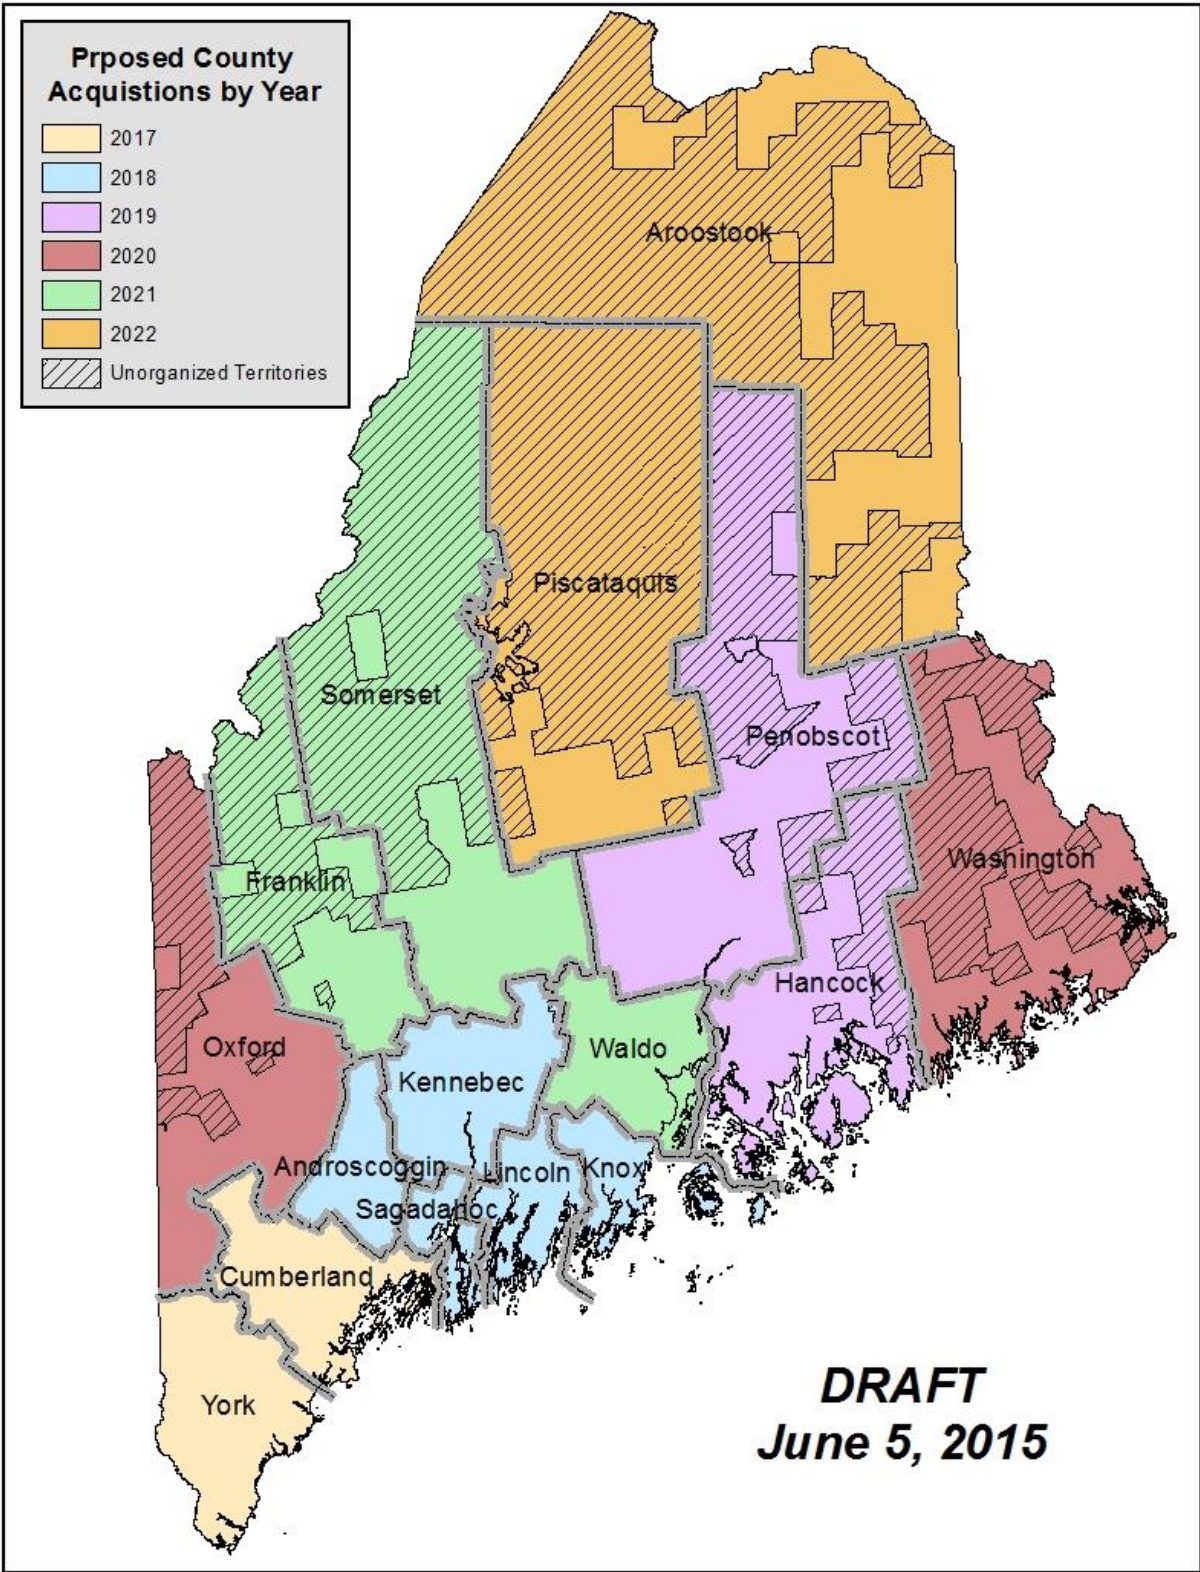 Prposed County
Acquistions by Year
2017
2018
2019
2020
2021
2022
Unorganized Territories
Aroostook
Piscataquis
Somerset
Penobscot
Washington
Franklin
Hancock
Oxford
Waldo
Kennebec
Androscoggin
Lincoln
Knox
Sagadahoc
Cumberland
York
DRAFT
June 5, 2015